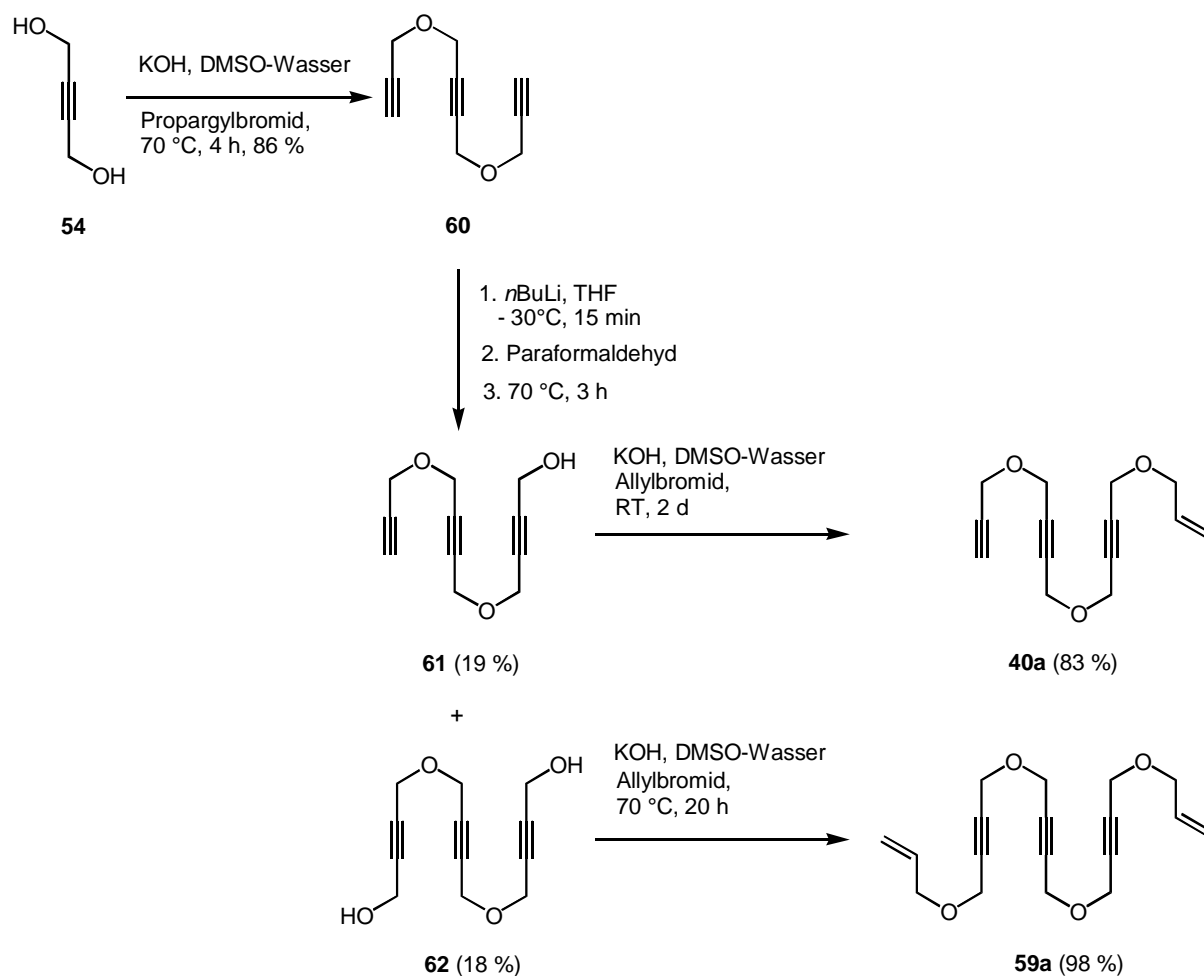 HO
OH
54
KOH, DMSO-Wasser
Propargylbromid,
70 °C, 4 h, 86 %
O
O
60
1. nBuLi, THF
- 30°C, 15 min
2. Paraformaldehyd
3. 70 °C, 3 h
O
OH
O
61 (19 %)
KOH, DMSO-Wasser
Allylbromid,
RT, 2 d
O
O
O
40a (83 %)
+
O
OH
HO
O
62 (18 %)
KOH, DMSO-Wasser
Allylbromid,
70 °C, 20 h
O
O
O
O
59a (98 %)